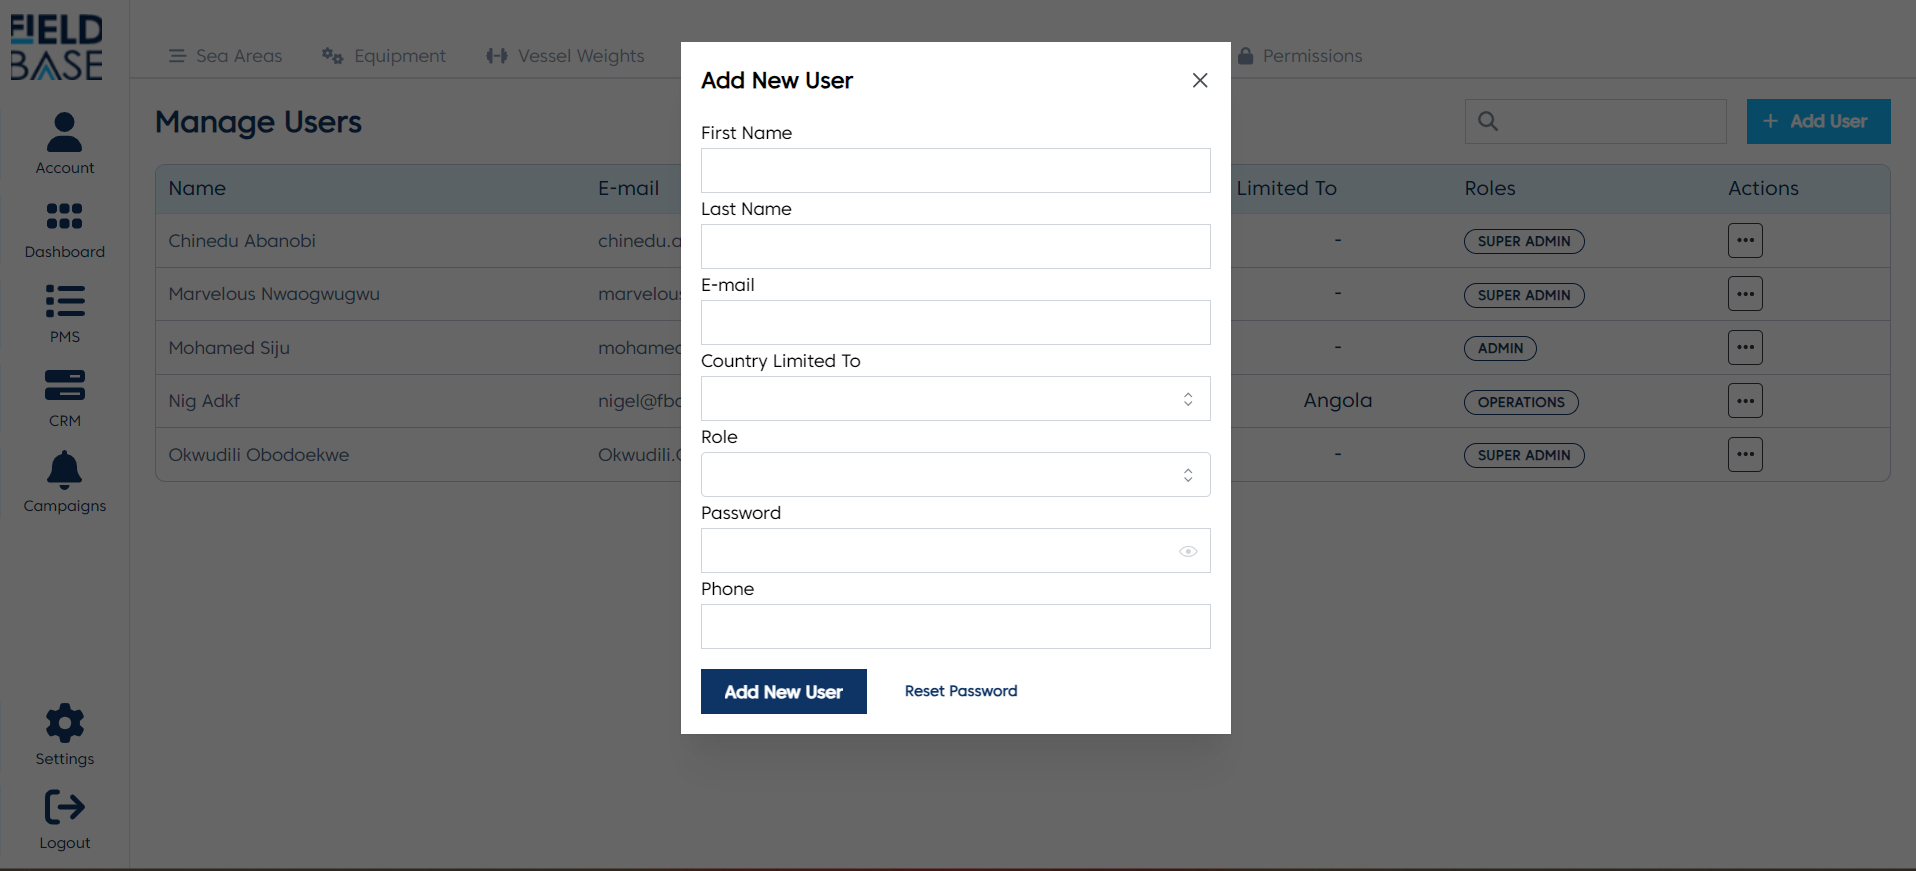 FIELD
BASE
Sea Areas
Equipment
Vessel Weights
Permissions
Account
Dashboard
PMS
CRM
Campaigns
Settings
Logout
Manage Users
+ Add User
Name E-mail Limited To Roles Actions
Chinedu Abanobi chinedu.a - SUPER ADMIN
Marvelous Nwaogwugwu marvelous - SUPER ADMIN
Mohamed Siju mohamed - ADMIN
Nig Adkf nigel@fbc Angola OPERATIONS
Okwudili Obodoekwe Okwudili. - SUPER ADMIN
Add New User
First Name
Last Name
E-mail
Country Limited To
Role
Password
Phone
Add New User
Reset Password